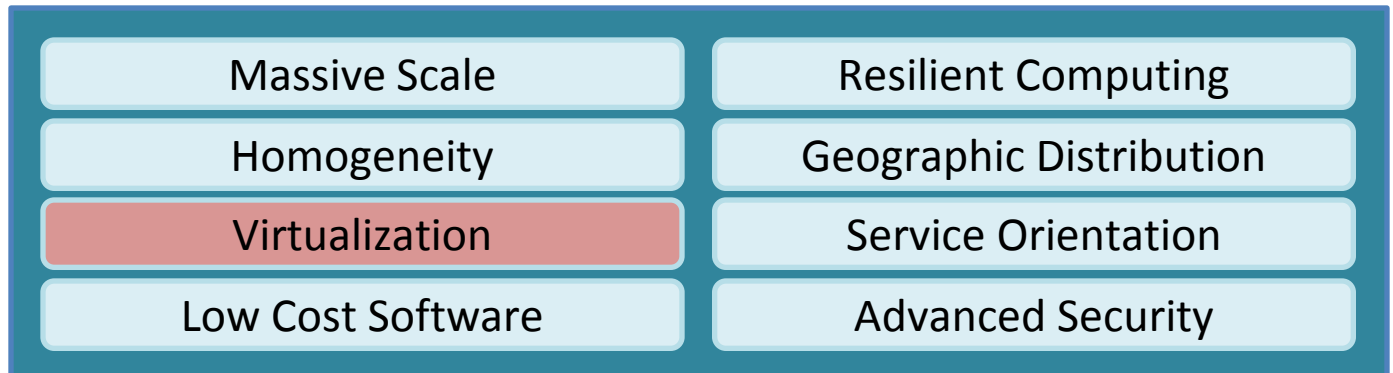 Massive Scale
Resilient Computing
Homogeneity
Geographic Distribution
Virtualization
Service Orientation
Low Cost Software
Advanced Security